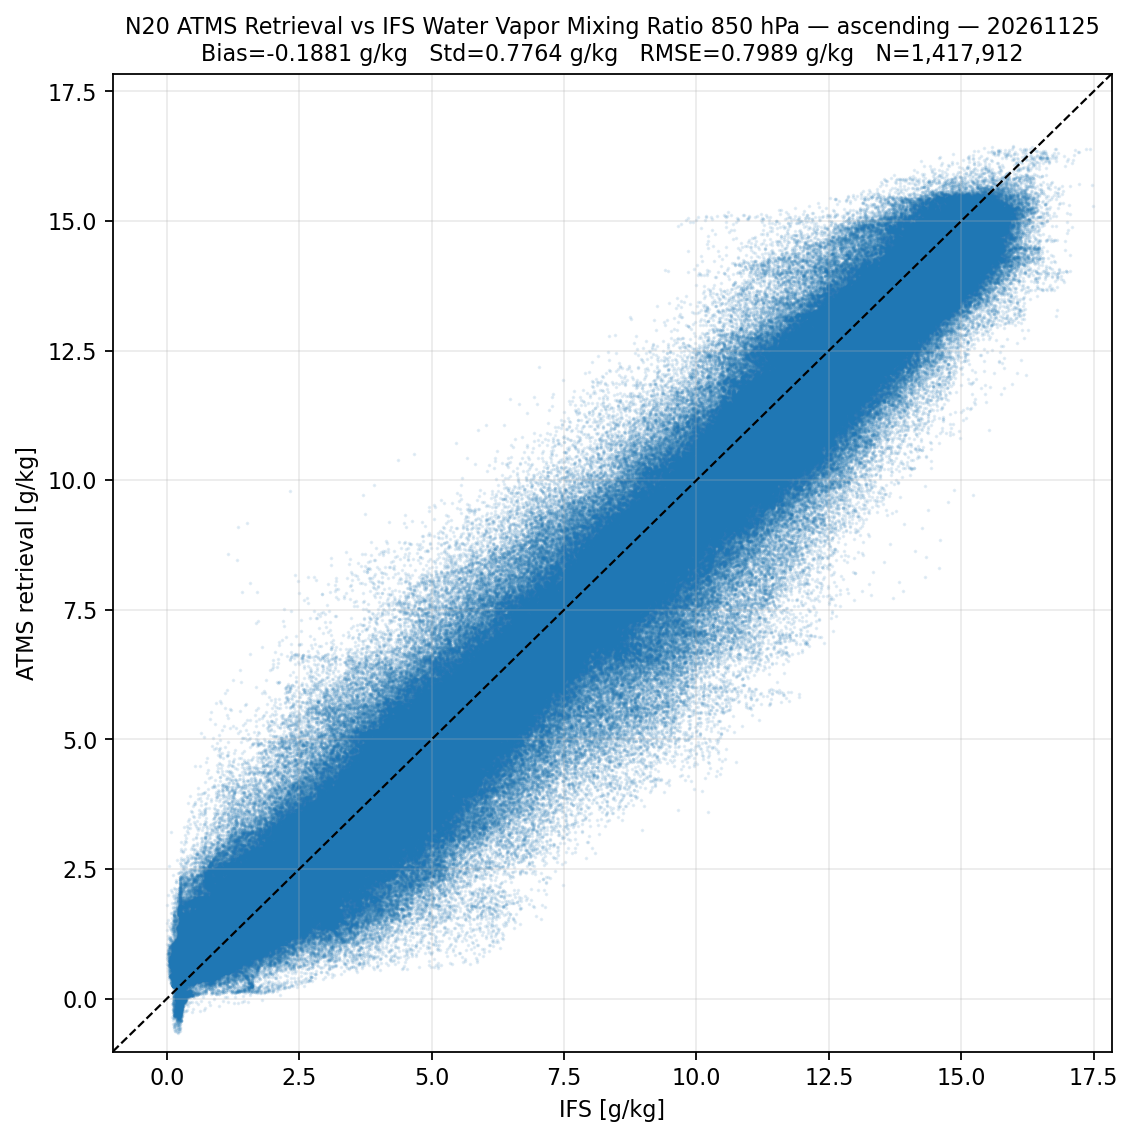 N20 ATMS Retrieval vs IFS Water Vapor Mixing Ratio 850 hPa — ascending — 20261125
Bias=-0.1881 g/kg   Std=0.7764 g/kg   RMSE=0.7989 g/kg   N=1,417,912
17.5
15.0
12.5
10.0
7.5
5.0
2.5
0.0
ATMS retrieval [g/kg]
0.0 2.5 5.0 7.5 10.0 12.5 15.0 17.5
IFS [g/kg]